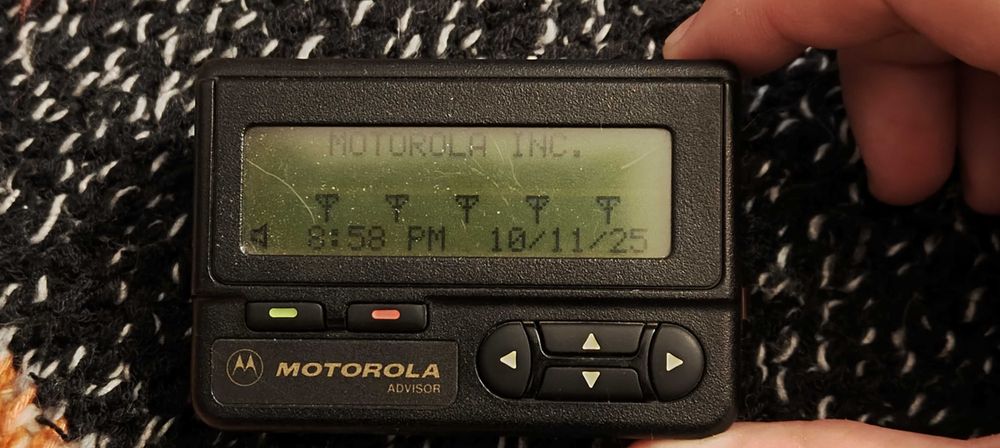 MOTOROLA INC.
8:58 PM 10/11/25
MOTOROLA
ADVISOR